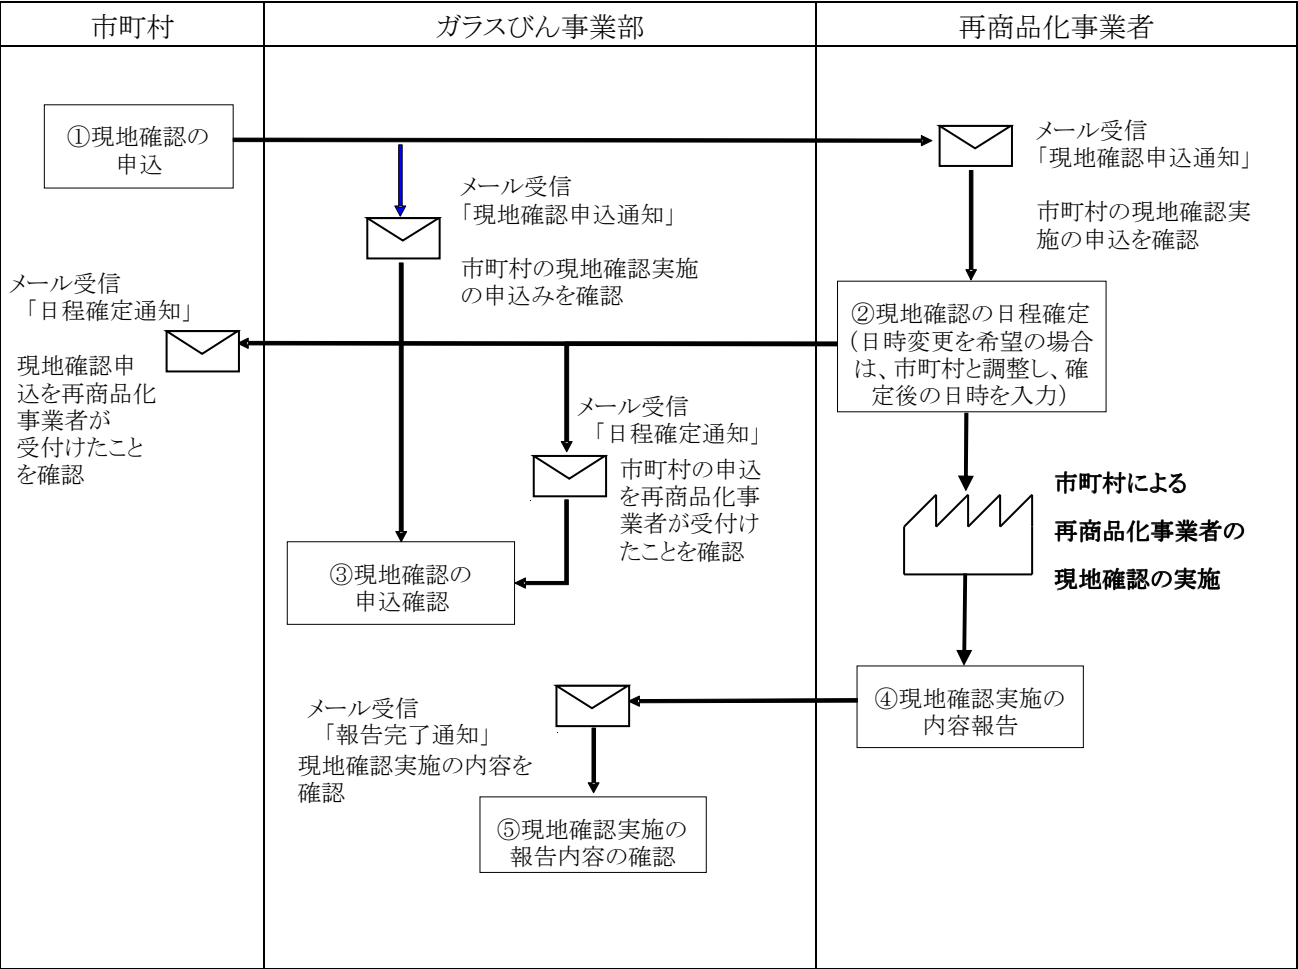 市町村
ガラスびん事業部
再商品化事業者
①現地確認の
申込
メール受信
「現地確認申込通知」
市町村の現地確認実
施の申込を確認
メール受信
「現地確認申込通知」
市町村の現地確認実施
の申込みを確認
メール受信
「日程確定通知」
現地確認申
込を再商品化
事業者が
受付けたこと
を確認
②現地確認の日程確定
（日時変更を希望の場合
は、市町村と調整し、確
定後の日時を入力）
メール受信
「日程確定通知」
市町村の申込
を再商品化事
業者が受付け
たことを確認
市町村による
再商品化事業者の
現地確認の実施
③現地確認の
申込確認
④現地確認実施の
内容報告
メール受信
「報告完了通知」
現地確認実施の内容を
確認
⑤現地確認実施の
報告内容の確認